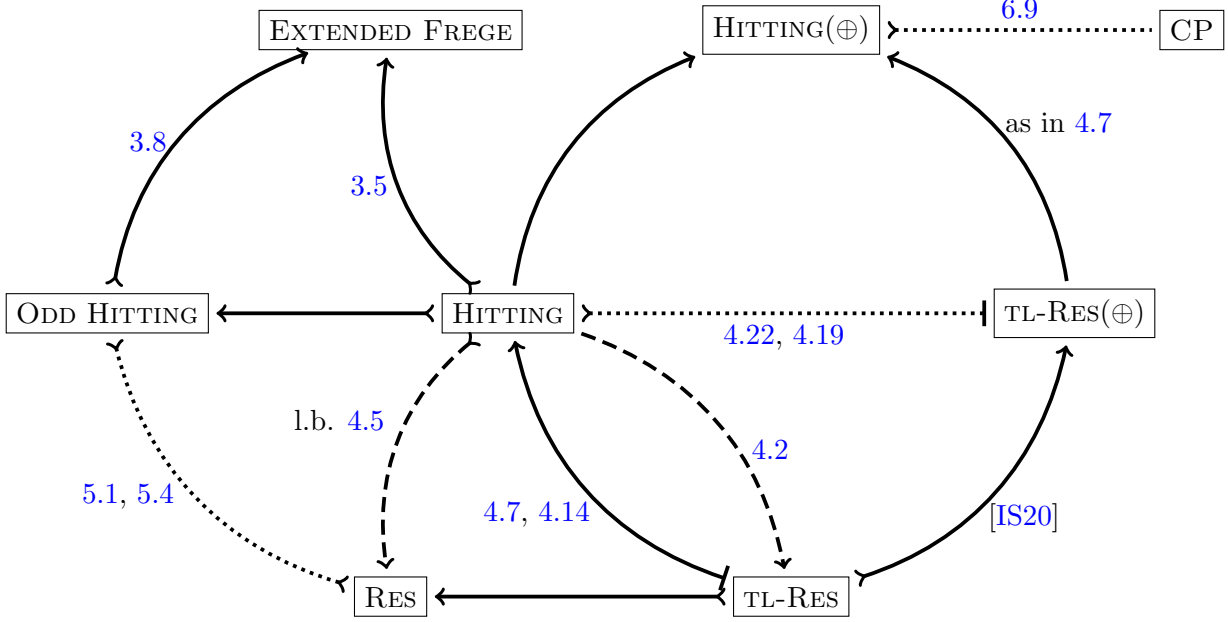 6.9
EXTENDED FREGE
HITTING(⊕)
CP
as in 4.7
3.8
3.5
ODD HITTING
HITTING
TL-RES(⊕)
4.22, 4.19
l.b. 4.5
4.2
5.1, 5.4
4.7, 4.14
[IS20]
RES
TL-RES